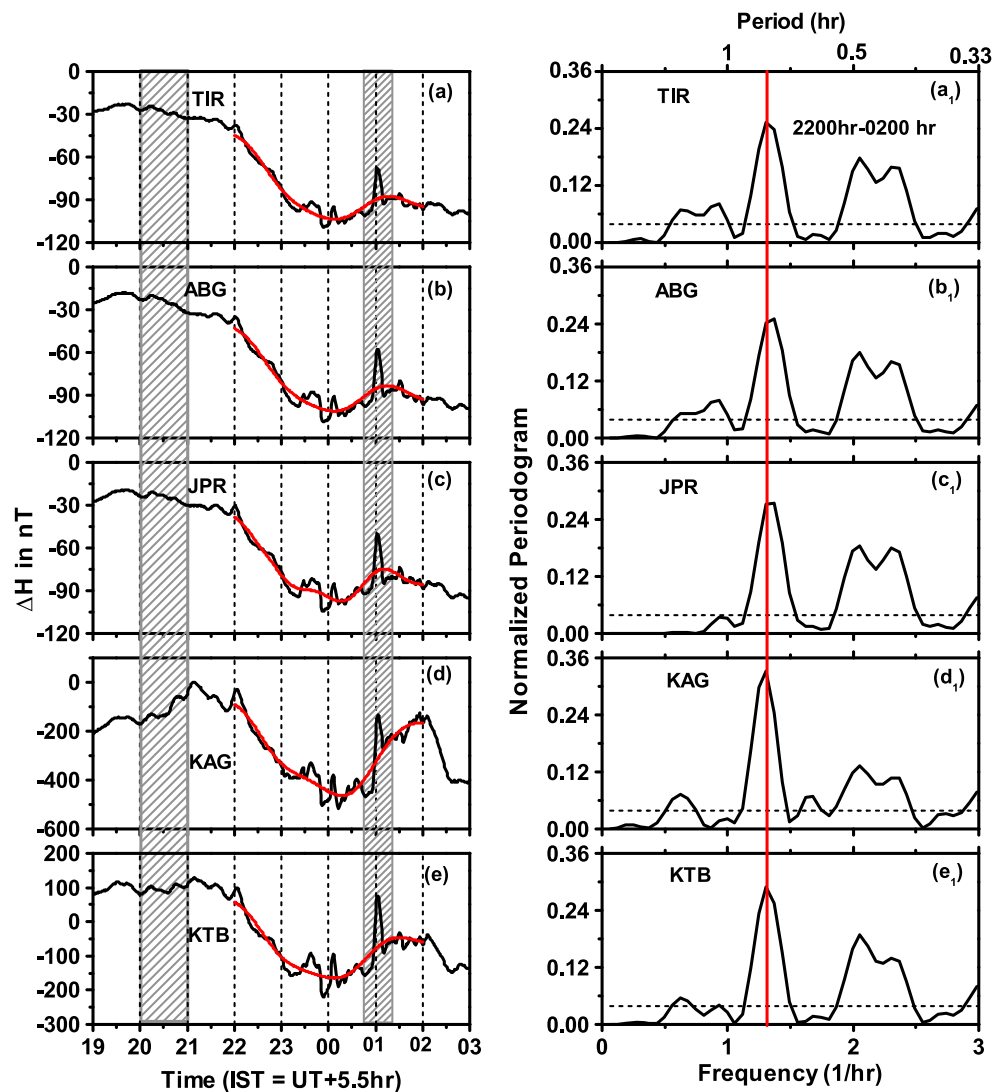 Period (hr)
1 0.5 0.33
0
-30
-60
-90
-120
TIR
(a)
0
-30
-60
-90
-120
ABG
(b)
0
-30
-60
-90
-120
JPR
(c)
0
-200
-400
-600
KAG
(d)
200
100
0
-100
-200
-300
KTB
(e)
19 20 21 22 23 00 01 02 03
Time (IST = UT+5.5hr)
ΔH in nT
0.36
0.24
0.12
0.00
TIR
(a₁)
2200hr-0200 hr
0.36
0.24
0.12
0.00
ABG
(b₁)
0.36
0.24
0.12
0.00
JPR
(c₁)
0.36
0.24
0.12
0.00
KAG
(d₁)
0.36
0.24
0.12
0.00
KTB
(e₁)
0 1 2 3
Frequency (1/hr)
Normalized Periodogram